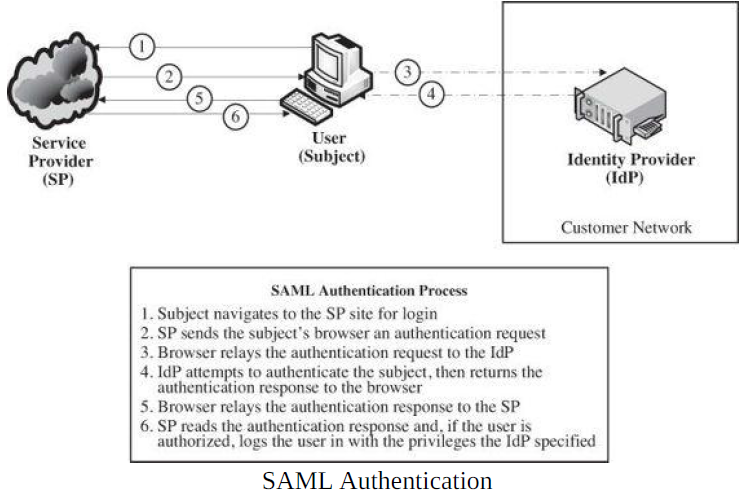 1
2
5
6
3
4
Service
Provider
(SP)
User
(Subject)
Identity Provider
(IdP)
Customer Network
SAML Authentication Process
1. Subject navigates to the SP site for login
2. SP sends the subject's browser an authentication request
3. Browser relays the authentication request to the IdP
4. IdP attempts to authenticate the subject, then returns the
authentication response to the browser
5. Browser relays the authentication response to the SP
6. SP reads the authentication response and, if the user is
authorized, logs the user in with the privileges the IdP specified
SAML Authentication